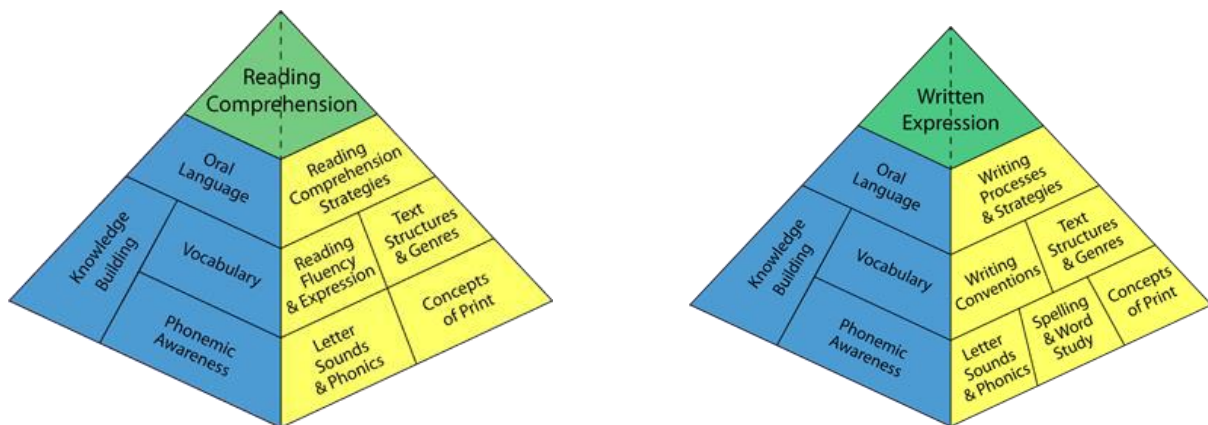 Reading
Comprehension
Oral
Language
Knowledge
Building
Vocabulary
Phonemic
Awareness
Reading
Comprehension
Strategies
Reading
Fluency
& Expression
Text
Structures
& Genres
Letter
Sounds
& Phonics
Concepts
of Print
Written
Expression
Oral
Language
Knowledge
Building
Vocabulary
Phonemic
Awareness
Writing
Processes
& Strategies
Writing
Conventions
Text
Structures
& Genres
Letter
Sounds
& Phonics
Spelling
& Word
Study
Concepts
of Print